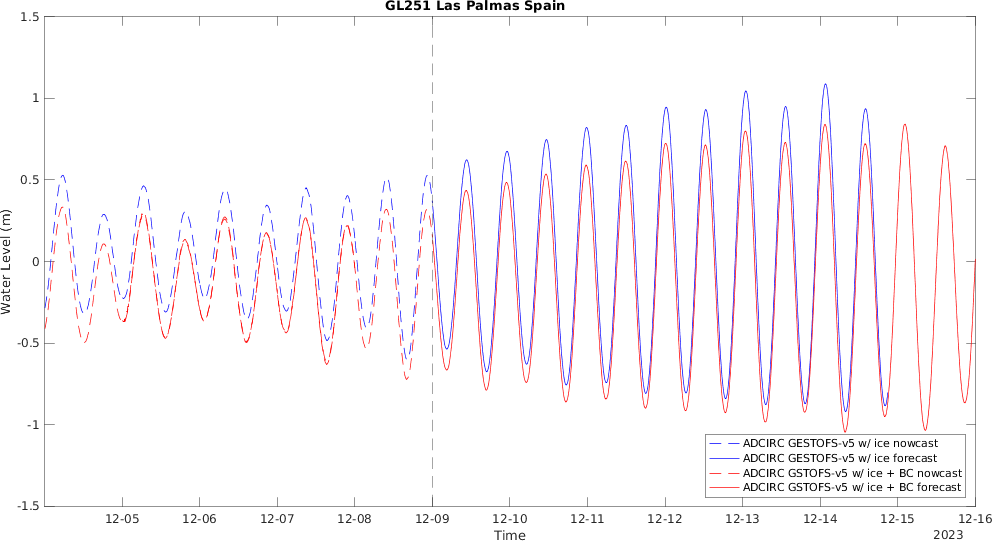 GL251 Las Palmas Spain
1.5
1
0.5
0
-0.5
-1
-1.5
Water Level (m)
ADCIRC GESTOFS-v5 w/ ice nowcast
ADCIRC GESTOFS-v5 w/ ice forecast
ADCIRC GSTOFS-v5 w/ ice + BC nowcast
ADCIRC GSTOFS-v5 w/ ice + BC forecast
12-05 12-06 12-07 12-08 12-09 12-10 12-11 12-12 12-13 12-14 12-15 12-16
Time
2023